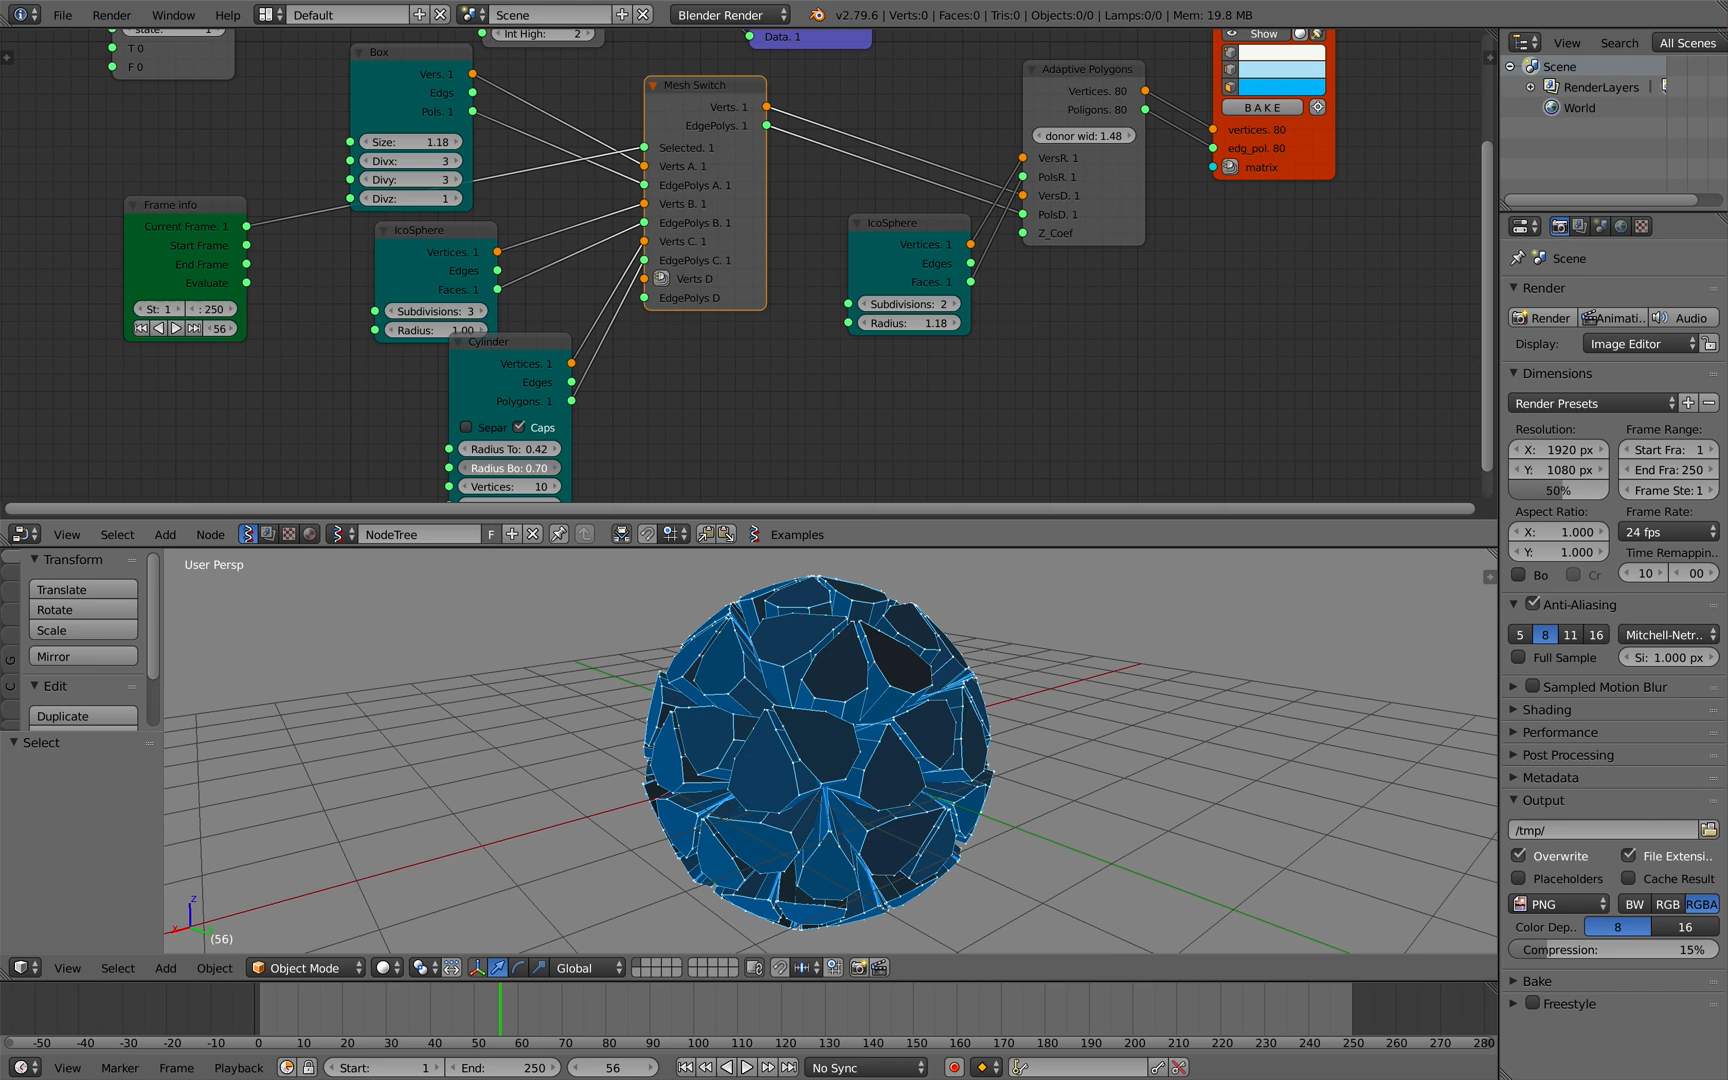 File Render Window Help Default Scene Blender Render v2.79.6 | Verts:0 | Faces:0 | Tris:0 | Objects:0/0 | Lamps:0/0 | Mem: 19.8 MB
state: 1
T 0
F 0
Int High: 2
Data. 1
Box
Vers. 1
Edgs
Pols. 1
Size: 1.18
Divx: 3
Divy: 3
Divz: 1
Frame info
Current Frame. 1
Start Frame
End Frame
Evaluate
St: 1 : 250
56
IcoSphere
Vertices. 1
Edges
Faces. 1
Subdivisions: 3
Radius: 1.00
Cylinder
Vertices. 1
Edges
Polygons. 1
Separ Caps
Radius To: 0.42
Radius Bo: 0.70
Vertices: 10
Mesh Switch
Verts. 1
EdgePolys. 1
Selected. 1
Verts A. 1
EdgePolys A. 1
Verts B. 1
EdgePolys B. 1
Verts C. 1
EdgePolys C. 1
Verts D
EdgePolys D
IcoSphere
Vertices. 1
Edges
Faces. 1
Subdivisions: 2
Radius: 1.18
Adaptive Polygons
Vertices. 80
Poligons. 80
donor wid: 1.48
VersR. 1
PolsR. 1
VersD. 1
PolsD. 1
Z_Coef
Show
B A K E
vertices. 80
edg_pol. 80
matrix
View Select Add Node NodeTree F Examples
Transform
Translate
Rotate
Scale
Mirror
Edit
Duplicate
Select
G
C
User Persp
z
x
(56)
View Select Add Object Object Mode Global
-50 -40 -30 -20 -10 0 10 20 30 40 50 60 70 80 90 100 110 120 130 140 150 160 170 180 190 200 210 220 230 240 250 260 270 280
View Marker Frame Playback Start: 1 End: 250 56 No Sync
View Search All Scenes
Scene
RenderLayers
World
Scene
Render
Render Animati.. Audio
Display: Image Editor
Dimensions
Render Presets
Resolution: Frame Range:
X: 1920 px Start Fra: 1
Y: 1080 px End Fra: 250
50% Frame Ste: 1
Aspect Ratio: Frame Rate:
X: 1.000 24 fps
Y: 1.000 Time Remappin..
Bo Cr 10 00
Anti-Aliasing
5 8 11 16 Mitchell-Netr..
Full Sample Si: 1.000 px
Sampled Motion Blur
Shading
Performance
Post Processing
Metadata
Output
/tmp/
Overwrite File Extensi..
Placeholders Cache Result
PNG BW RGB RGBA
Color Dep.. 8 16
Compression: 15%
Bake
Freestyle